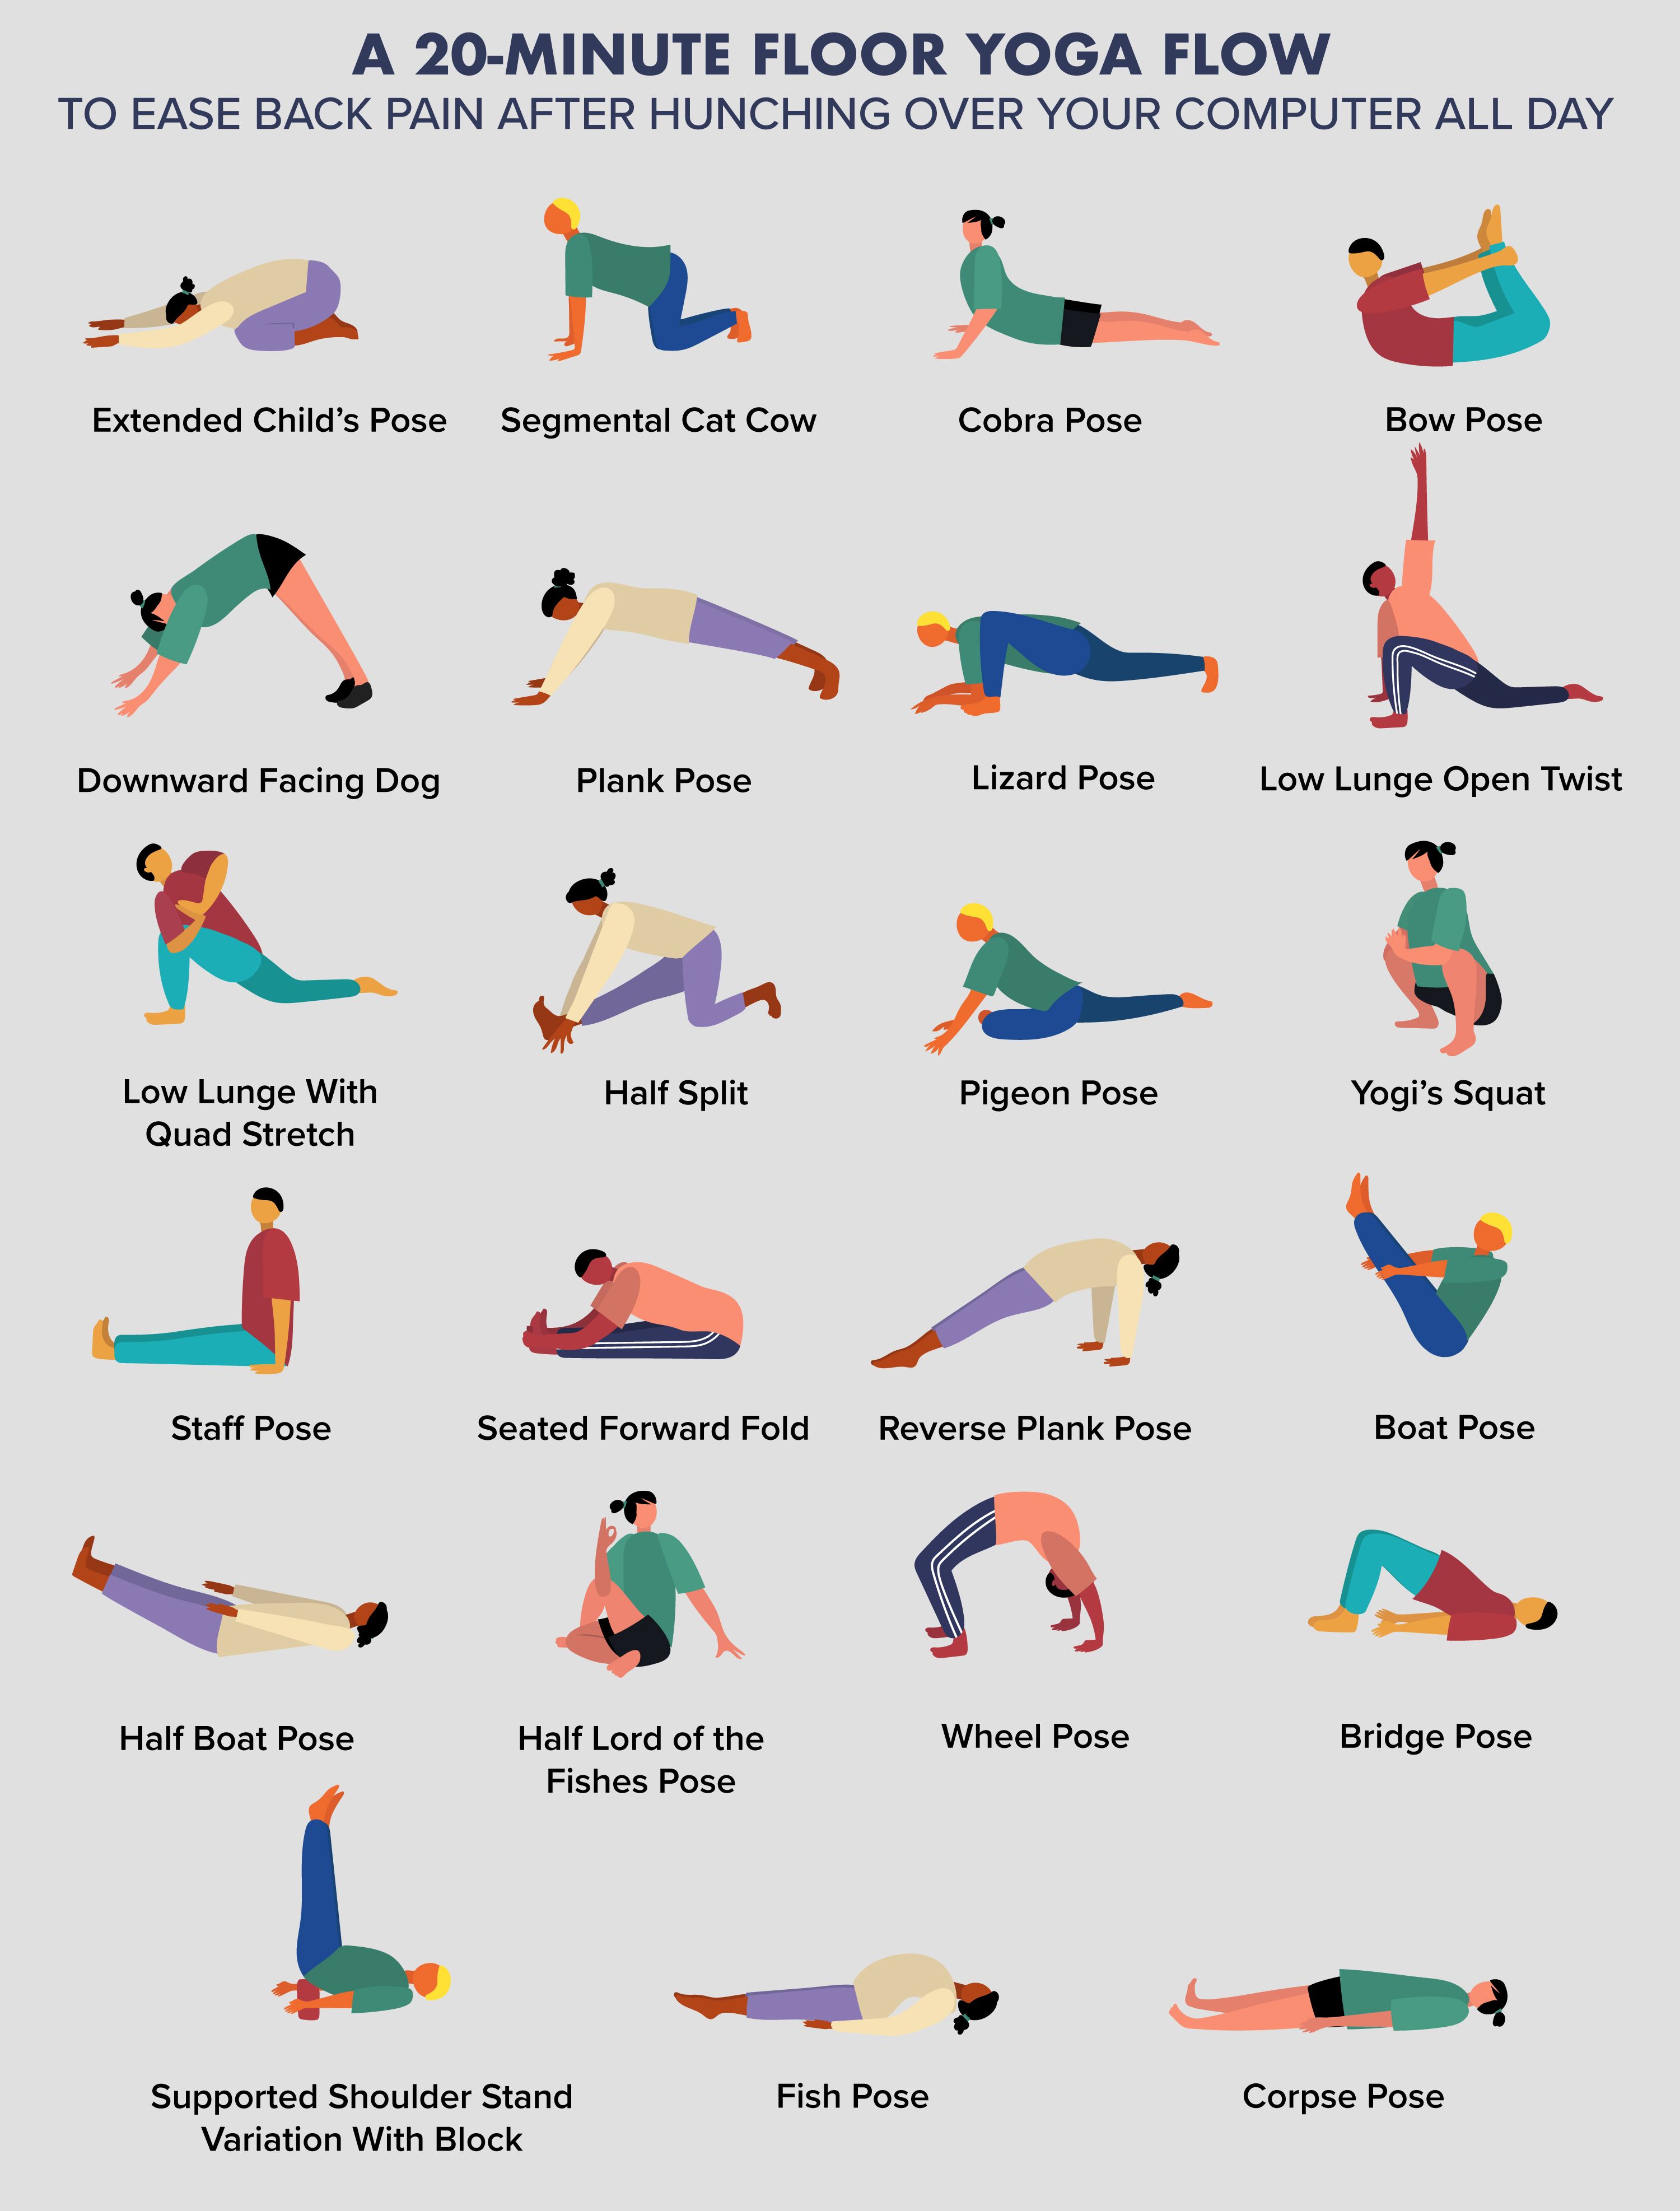 A 20-MINUTE FLOOR YOGA FLOW
TO EASE BACK PAIN AFTER HUNCHING OVER YOUR COMPUTER ALL DAY
Extended Child’s Pose
Segmental Cat Cow
Cobra Pose
Bow Pose
Downward Facing Dog
Plank Pose
Lizard Pose
Low Lunge Open Twist
Low Lunge With
Quad Stretch
Half Split
Pigeon Pose
Yogi’s Squat
Staff Pose
Seated Forward Fold
Reverse Plank Pose
Boat Pose
Half Boat Pose
Half Lord of the
Fishes Pose
Wheel Pose
Bridge Pose
Supported Shoulder Stand
Variation With Block
Fish Pose
Corpse Pose